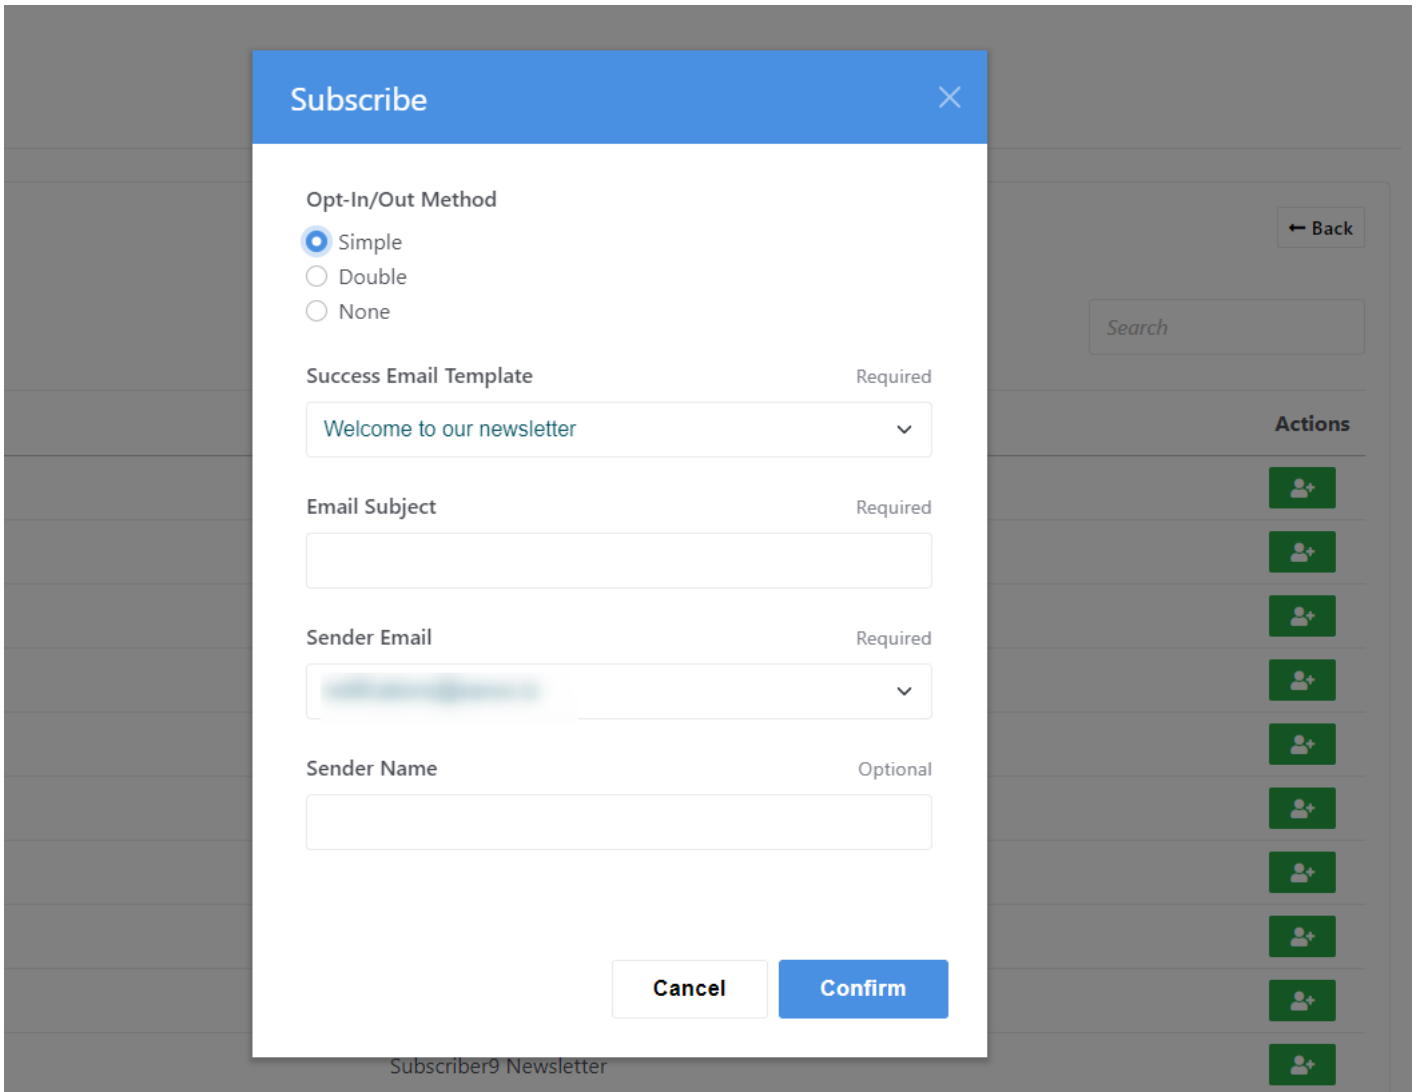 Subscribe
Opt-In/Out Method
Simple
Double
None
Back
Search
Success Email Template Required
Welcome to our newsletter
Actions
Email Subject Required
Sender Email Required
Sender Name Optional
Cancel Confirm
Subscriber9 Newsletter